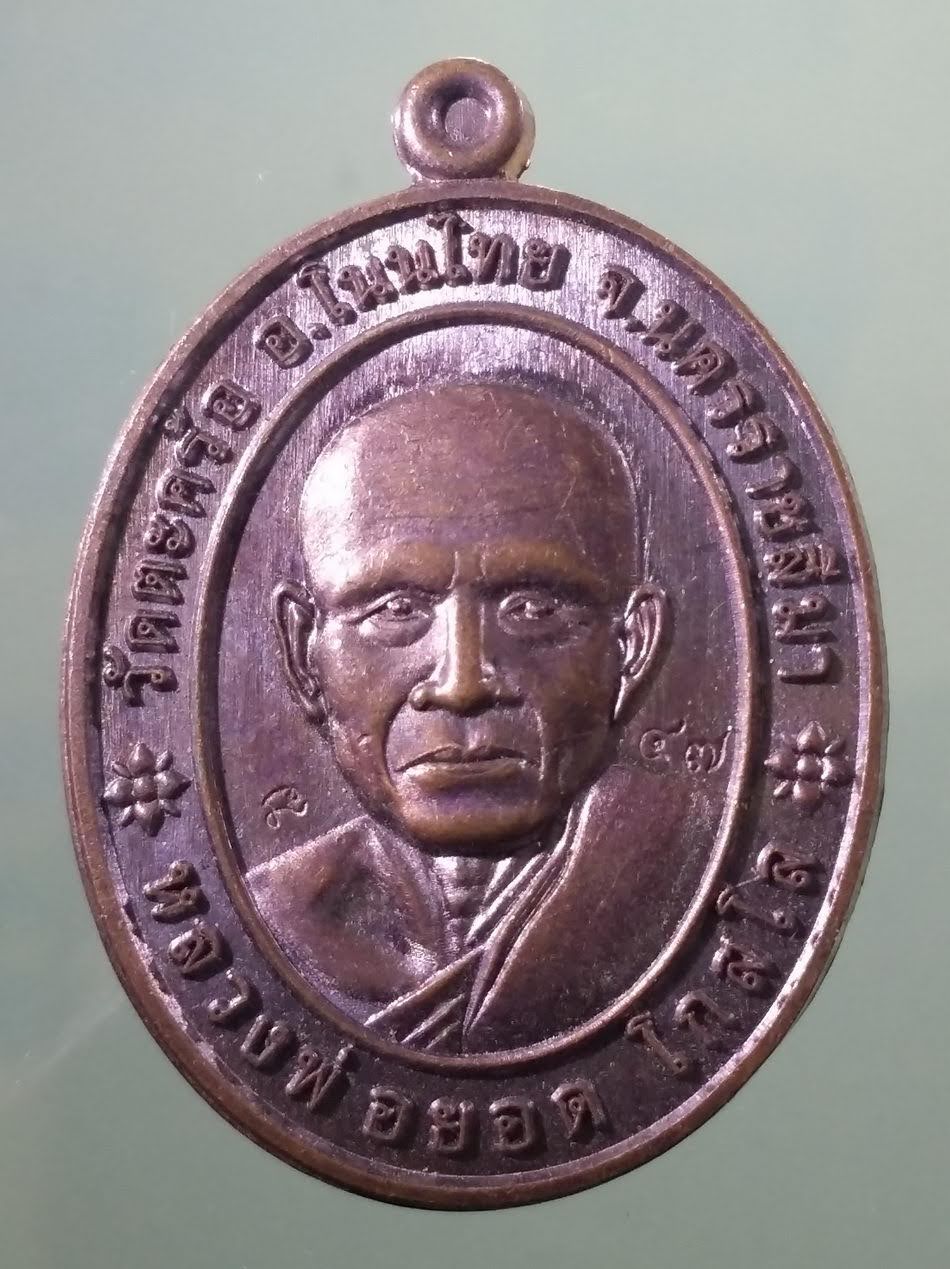 วัดตะคร้อ อ.โนนไทย จ.นครราชสีมา
หลวงพ่อยอด โกสโล
๔๗